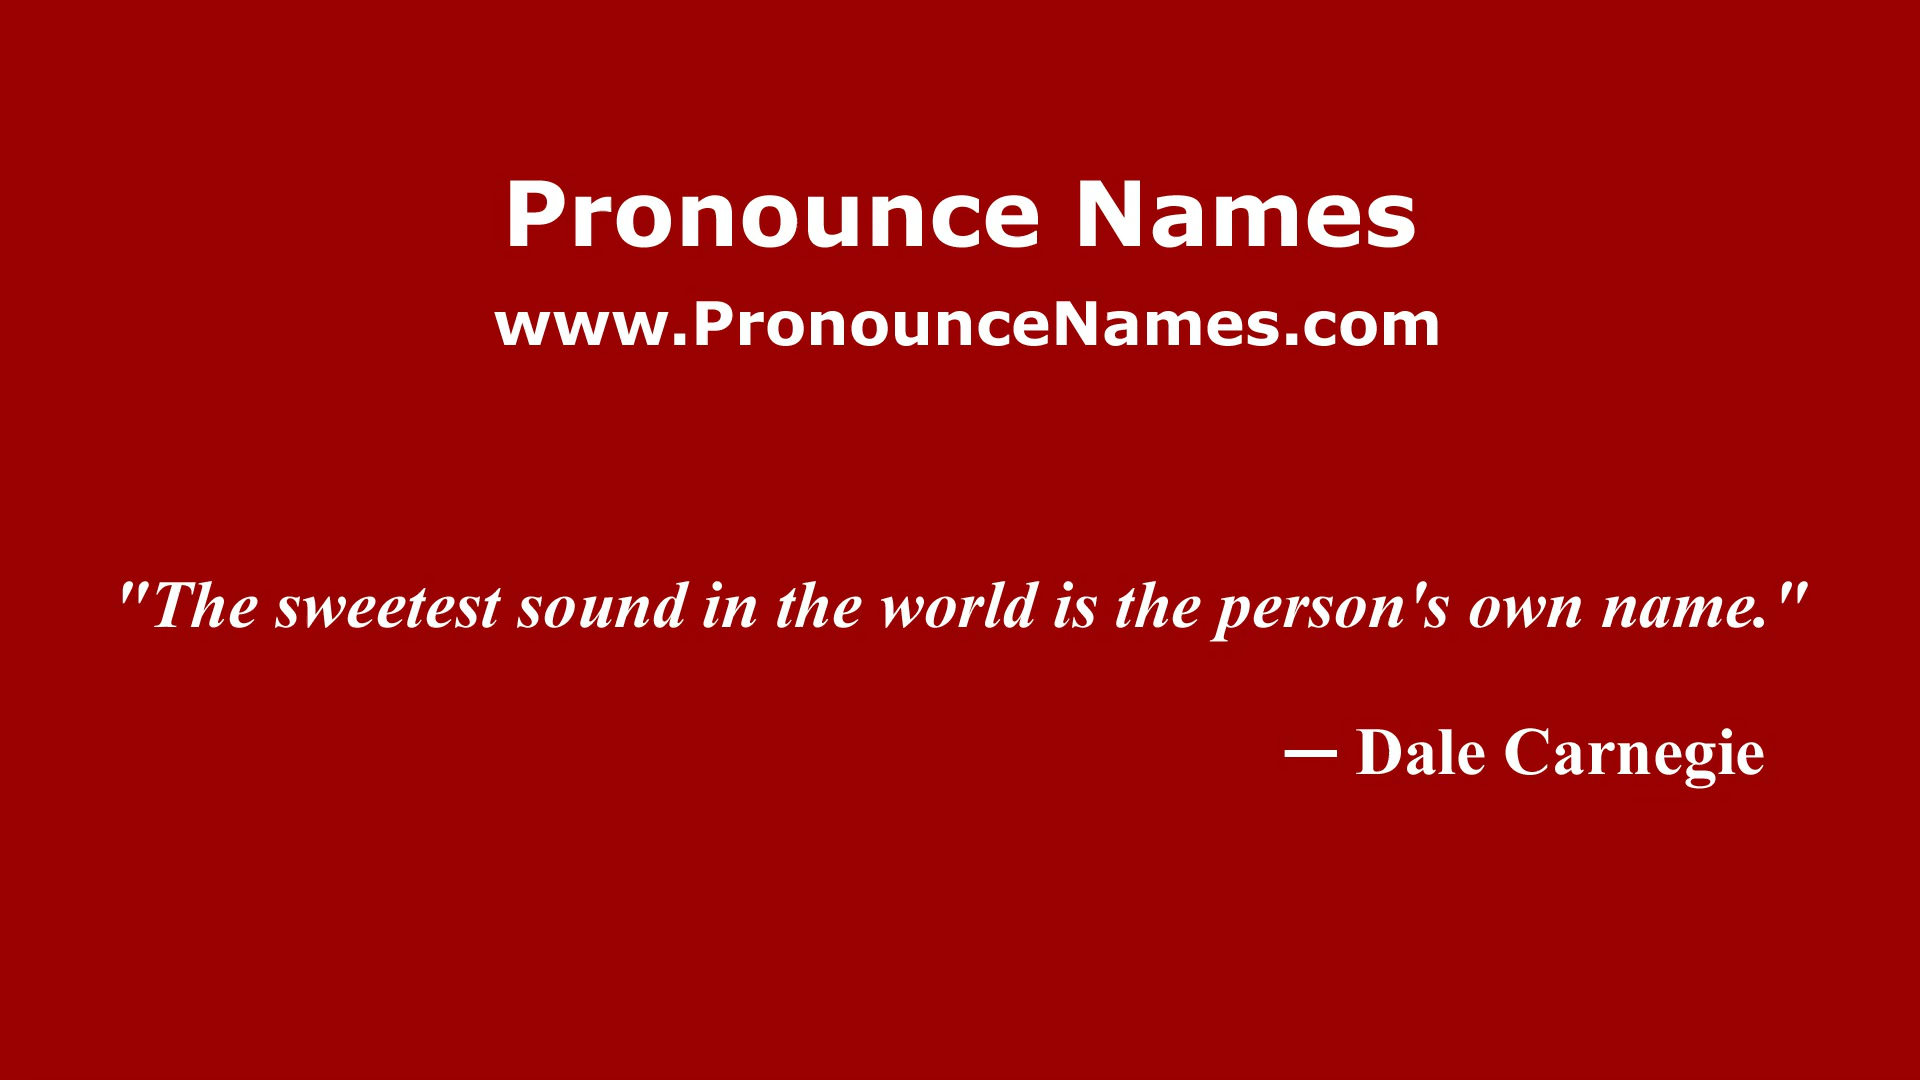 Pronounce Names
www.PronounceNames.com
"The sweetest sound in the world is the person's own name."
— Dale Carnegie